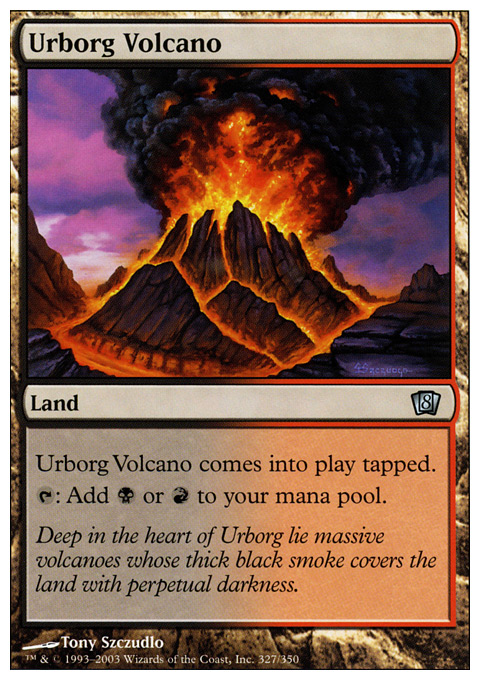 Urborg Volcano
Land
8
Urborg Volcano comes into play tapped.
: Add or to your mana pool.
Deep in the heart of Urborg lie massive
volcanoes whose thick black smoke covers the
land with perpetual darkness.
Tony Szczudlo
™ & © 1993–2003 Wizards of the Coast, Inc. 327/350